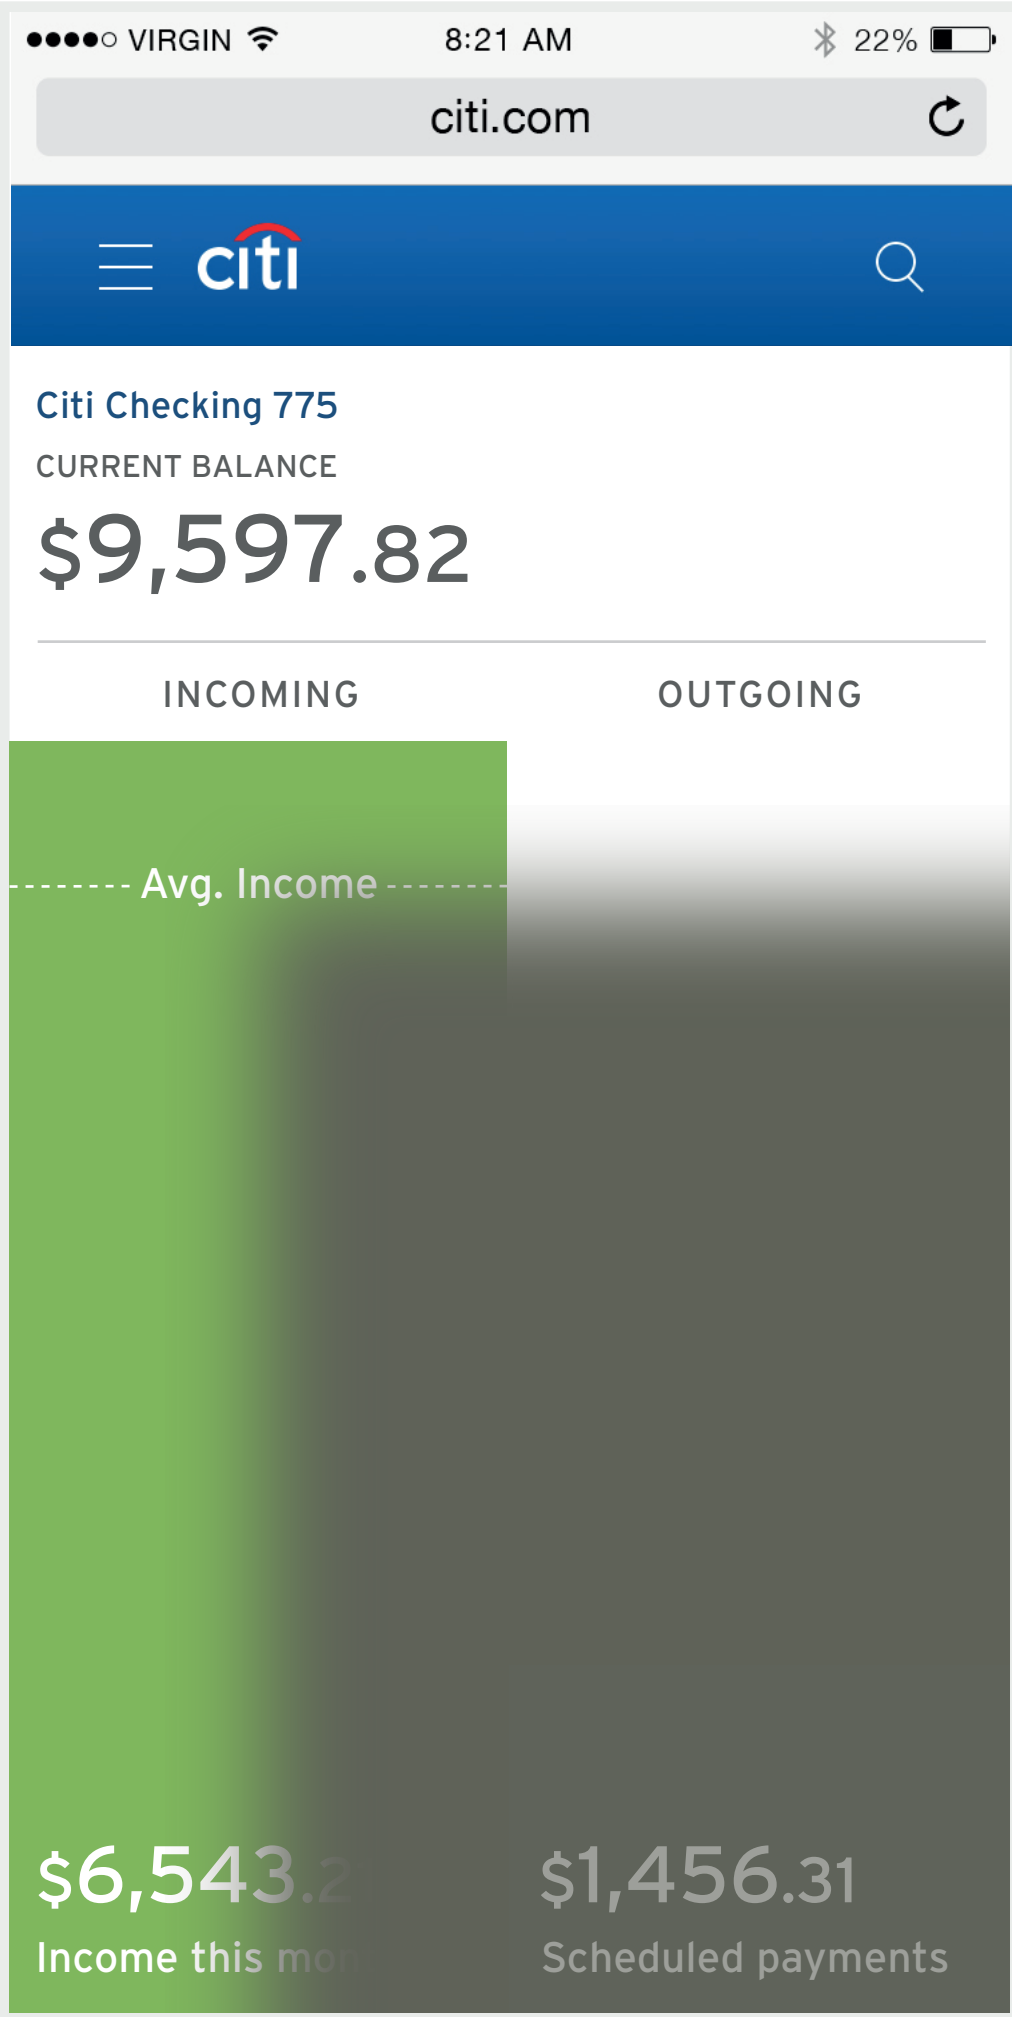 VIRGIN 8:21 AM 22%
citi.com
citi
Citi Checking 775
CURRENT BALANCE
$9,597.82
INCOMING OUTGOING
Avg. Income
$6,543.2 $1,456.31
Income this Scheduled payments